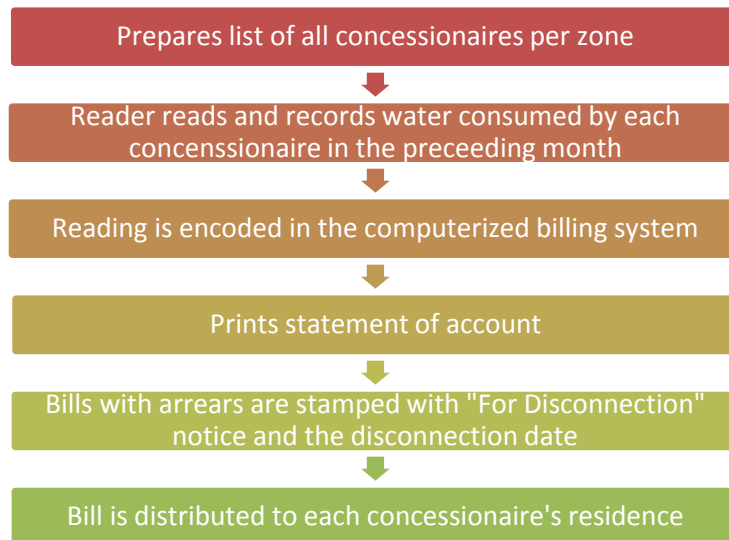 Prepares list of all concessionaires per zone
Reader reads and records water consumed by each
concenssionaire in the preceeding month
Reading is encoded in the computerized billing system
Prints statement of account
Bills with arrears are stamped with "For Disconnection"
notice and the disconnection date
Bill is distributed to each concessionaire's residence